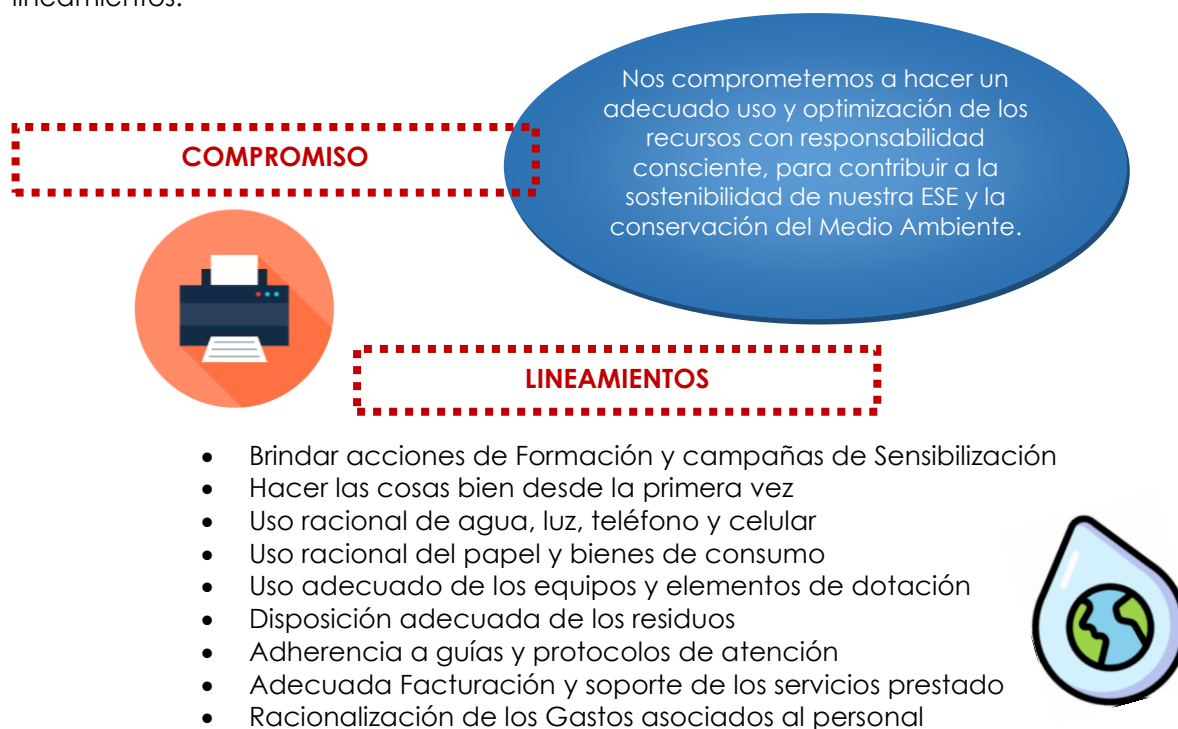 lineamientos.
Nos comprometemos a hacer un
adecuado uso y optimización de los
recursos con responsabilidad
consciente, para contribuir a la
sostenibilidad de nuestra ESE y la
conservación del Medio Ambiente.
COMPROMISO
LINEAMIENTOS
• Brindar acciones de Formación y campañas de Sensibilización
• Hacer las cosas bien desde la primera vez
• Uso racional de agua, luz, teléfono y celular
• Uso racional del papel y bienes de consumo
• Uso adecuado de los equipos y elementos de dotación
• Disposición adecuada de los residuos
• Adherencia a guías y protocolos de atención
• Adecuada Facturación y soporte de los servicios prestado
• Racionalización de los Gastos asociados al personal